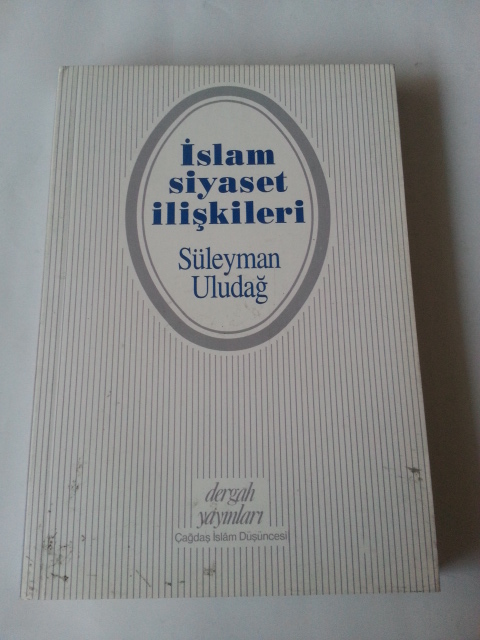 İslam
siyaset
ilişkileri
Süleyman
Uludağ
dergah
yayınları
Çağdaş İslâm Düşüncesi